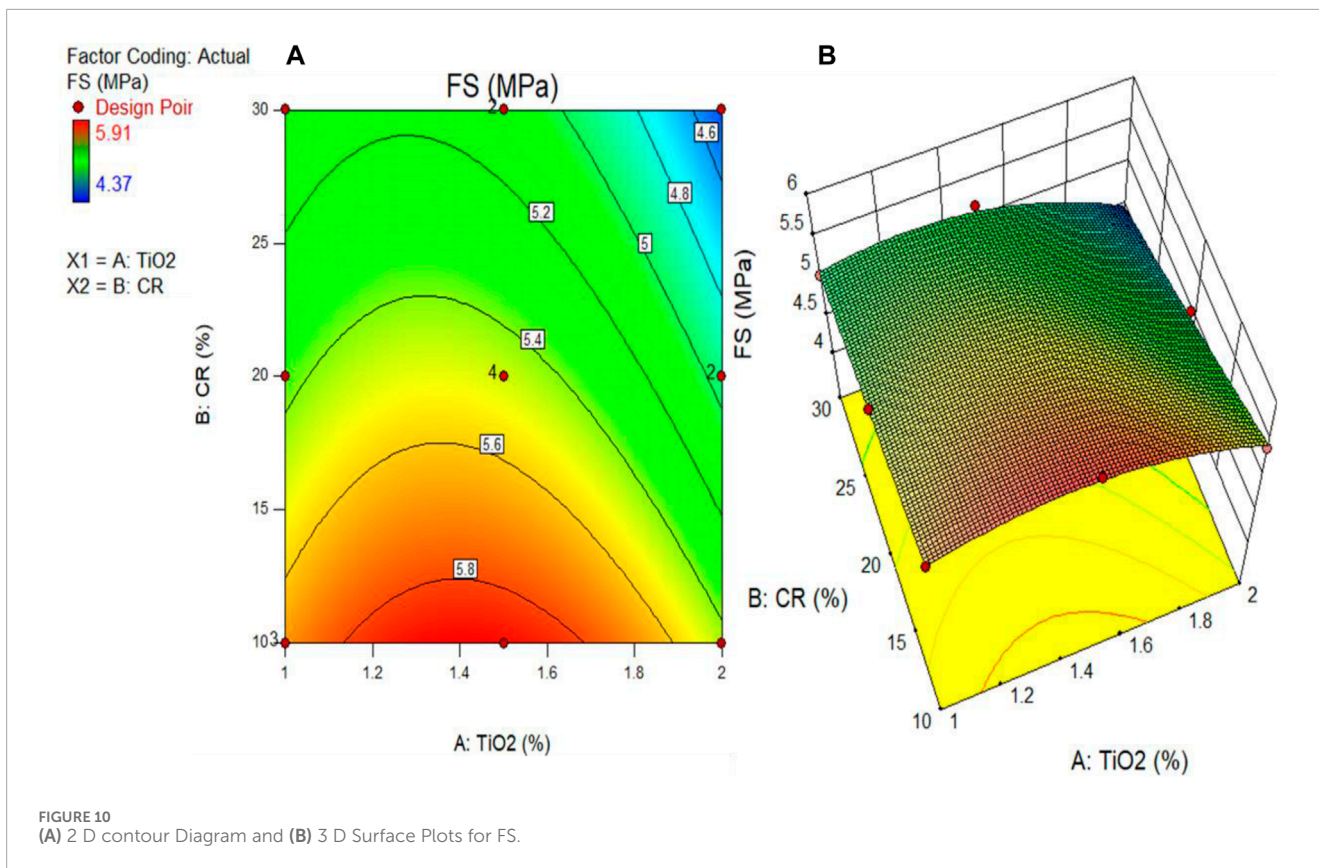 Factor Coding: Actual
FS (MPa)
Design Poir
5.91
4.37
X1 = A: TiO2
X2 = B: CR
A
FS (MPa)
B: CR (%)
30
25
20
15
10
2
4
2
3
4.6
4.8
5
5.2
5.4
5.6
5.8
1
1.2
1.4
1.6
1.8
2
A: TiO2 (%)
B
FS (MPa)
6
5.5
5
4.5
4
30
25
20
15
10
B: CR (%)
1
1.2
1.4
1.6
1.8
2
A: TiO2 (%)
FIGURE 10
(A) 2 D contour Diagram and (B) 3 D Surface Plots for FS.